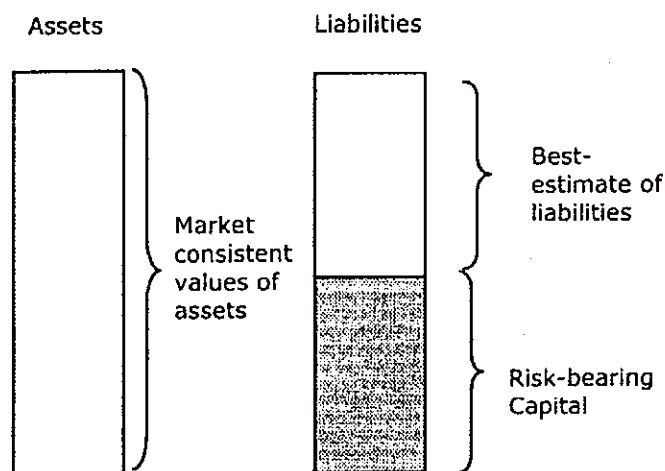 Assets
Liabilities
Market
consistent
values of
assets
Best-
estimate of
liabilities
Risk-bearing
Capital